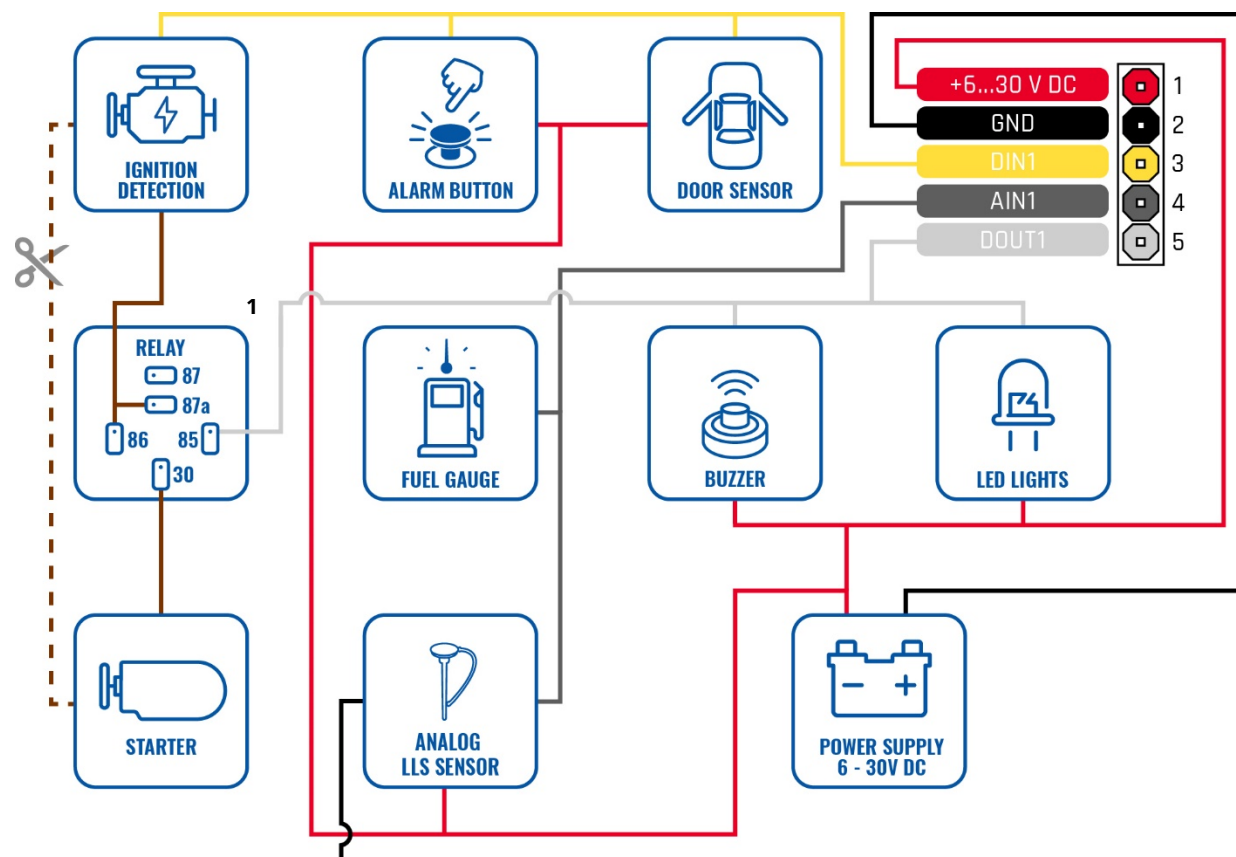 +6...30 V DC
1
GND
2
DIN1
3
AIN1
4
DOUT1
5
IGNITION
DETECTION
ALARM BUTTON
DOOR SENSOR
1
RELAY
87
87a
86
85
30
FUEL GAUGE
BUZZER
LED LIGHTS
STARTER
ANALOG
LLS SENSOR
POWER SUPPLY
6 - 30V DC